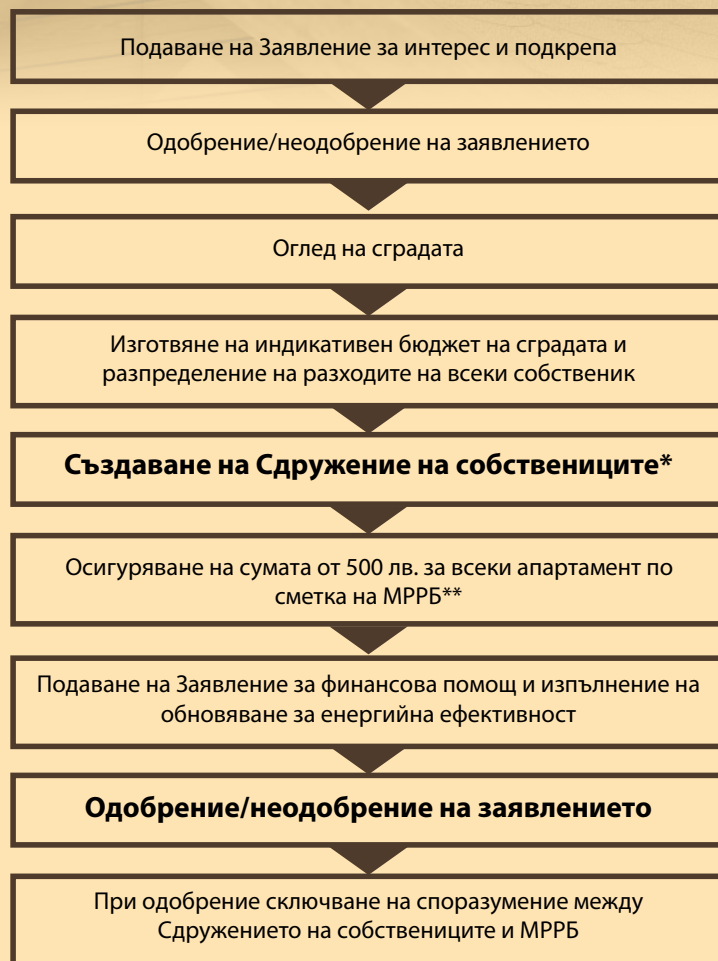 Подаване на Заявление за интерес и подкрепа
Одобрение/неодобрение на заявлението
Оглед на сградата
Изготвяне на индикативен бюджет на сградата и
разпределение на разходите на всеки собственик
Създаване на Сдружение на собствениците*
Осигуряване на сумата от 500 лв. за всеки апартамент по
сметка на МРРБ**
Подаване на Заявление за финансова помощ и изпълнение на
обновяване за енергийна ефективност
Одобрение/неодобрение на заявлението
При одобрение сключване на споразумение между
Сдружението на собствениците и МРРБ